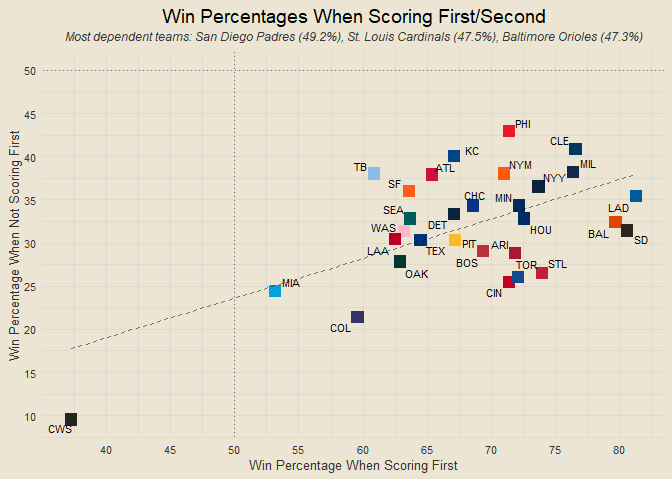 Win Percentages When Scoring First/Second
Most dependent teams: San Diego Padres (49.2%), St. Louis Cardinals (47.5%), Baltimore Orioles (47.3%)
50
45
40
35
30
25
20
15
10
Win Percentage When Not Scoring First
PHI
CLE
KC
TB
ATL
NYM
MIL
SF
NYY
CHC
MIN
LAD
SEA
WAS
DET
HOU
BAL
SD
LAA
TEX
PIT
ARI
BOS
TOR
STL
OAK
MIA
CIN
COL
CWS
40
45
50
55
60
65
70
75
80
Win Percentage When Scoring First